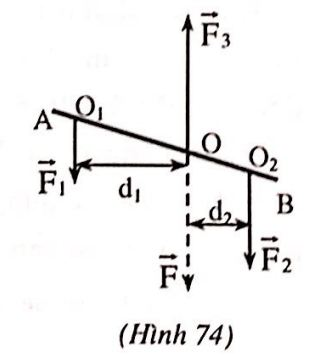 F₃
A O₁
O O₂
F₁ d₁
d₂ B
F F₂
(Hình 74)